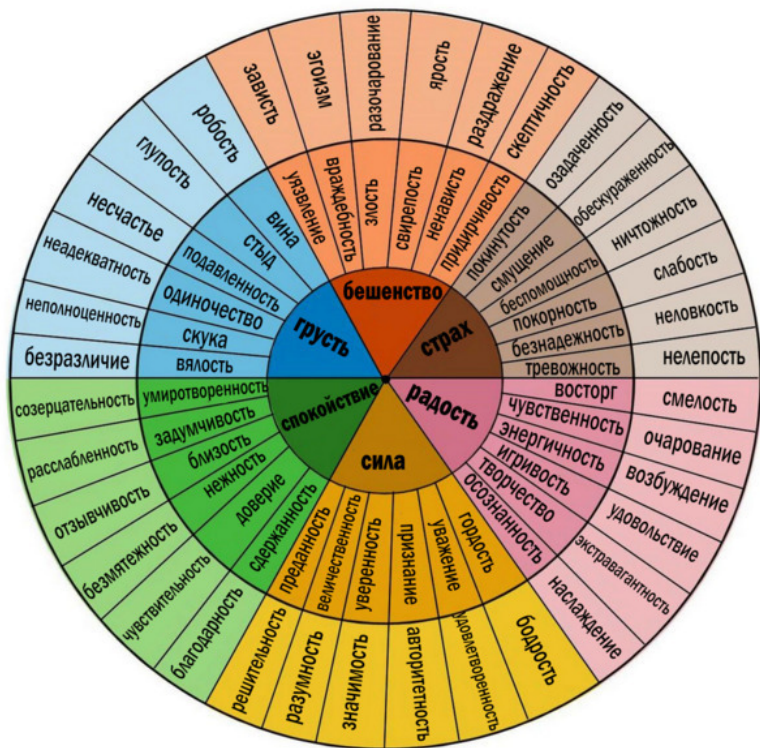 зависть
эгоизм
разочарование
ярость
раздражение
скептичность
озадаченность
обескураженность
ничтожность
слабость
неловкость
нелепость
смелость
очарование
возбуждение
удовольствие
экстравагантность
наслаждение
бодрость
удовлетворенность
авторитетность
значимость
разумность
решительность
благодарность
чувствительность
безмятежность
отзывчивость
расслабленность
созерцательность
безразличие
неполноценность
неадекватность
несчастье
глупость
робость
уязвление
враждебность
злость
свирепость
ненависть
придирчивость
покинутость
смущение
беспомощность
покорность
безнадежность
тревожность
восторг
чувственность
энергичность
игривость
творчество
осознанность
гордость
уважение
признание
уверенность
величественность
преданность
сдержанность
доверие
нежность
близость
задумчивость
умиротворенность
вялость
скука
одиночество
подавленность
стыд
вина
бешенство
страх
радость
сила
спокойствие
грусть